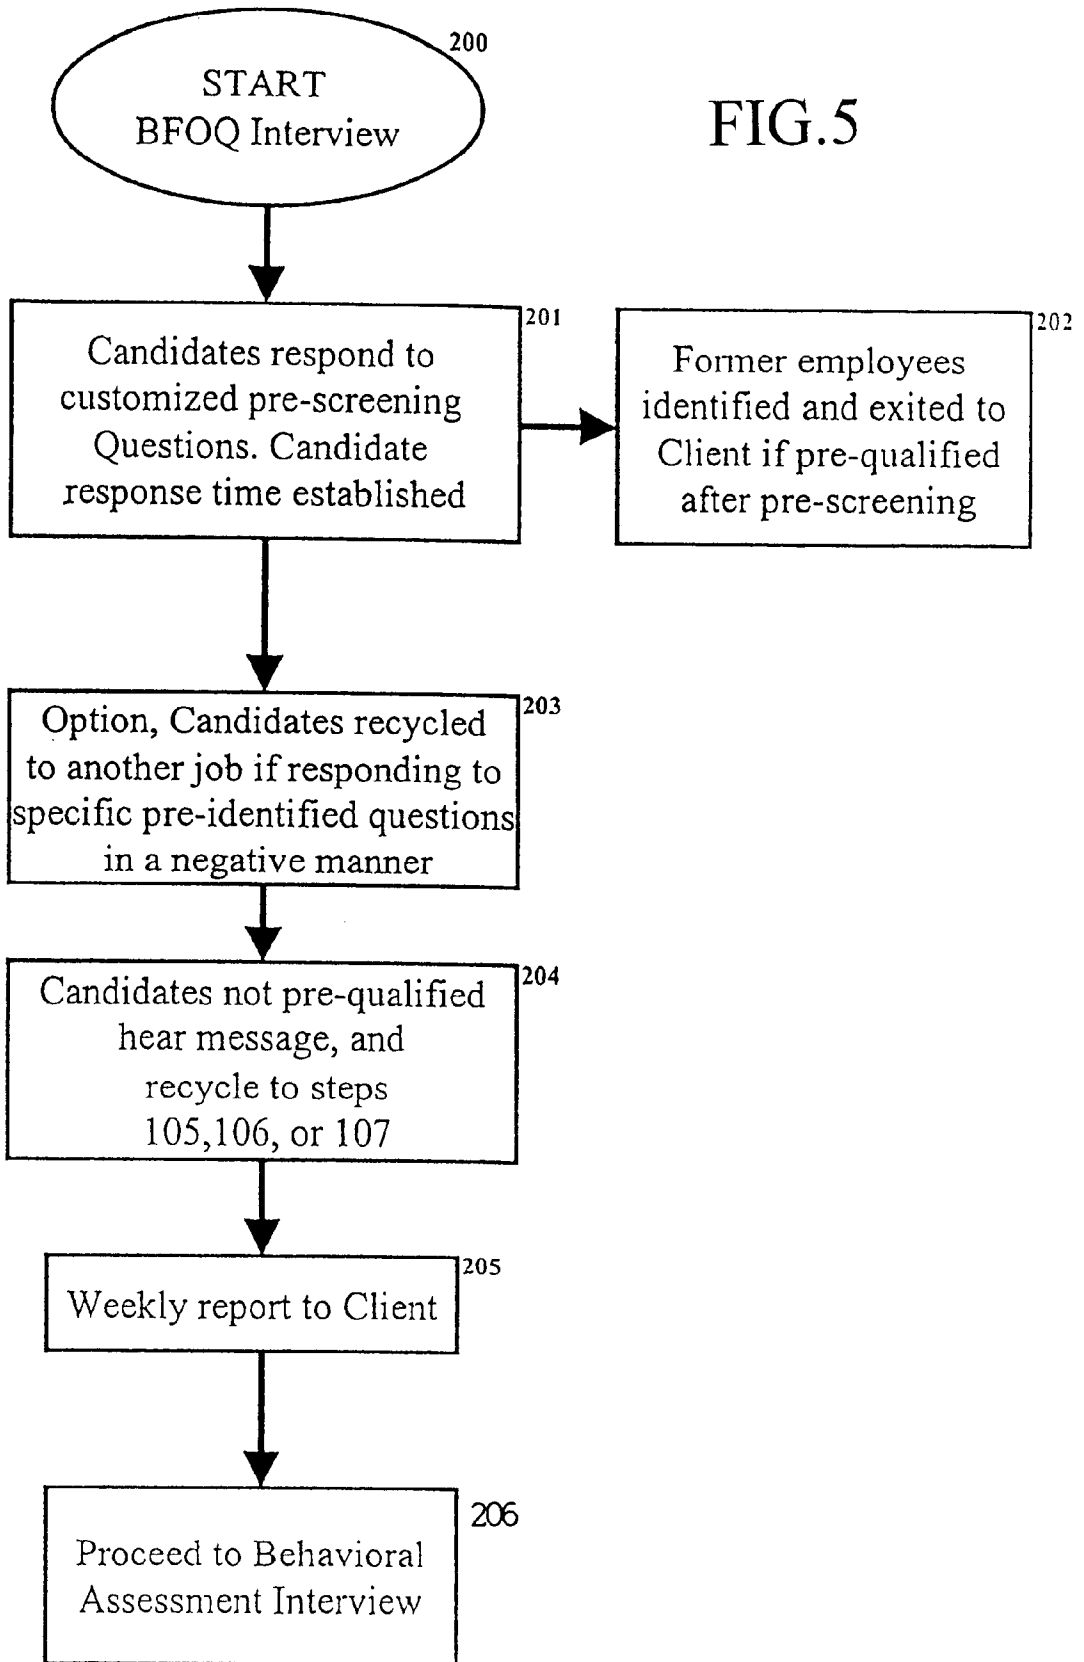 200
START
BFOQ Interview
FIG.5
201
Candidates respond to
customized pre-screening
Questions. Candidate
response time established
202
Former employees
identified and exited to
Client if pre-qualified
after pre-screening
203
Option, Candidates recycled
to another job if responding to
specific pre-identified questions
in a negative manner
204
Candidates not pre-qualified
hear message, and
recycle to steps
105,106, or 107
205
Weekly report to Client
206
Proceed to Behavioral
Assessment Interview